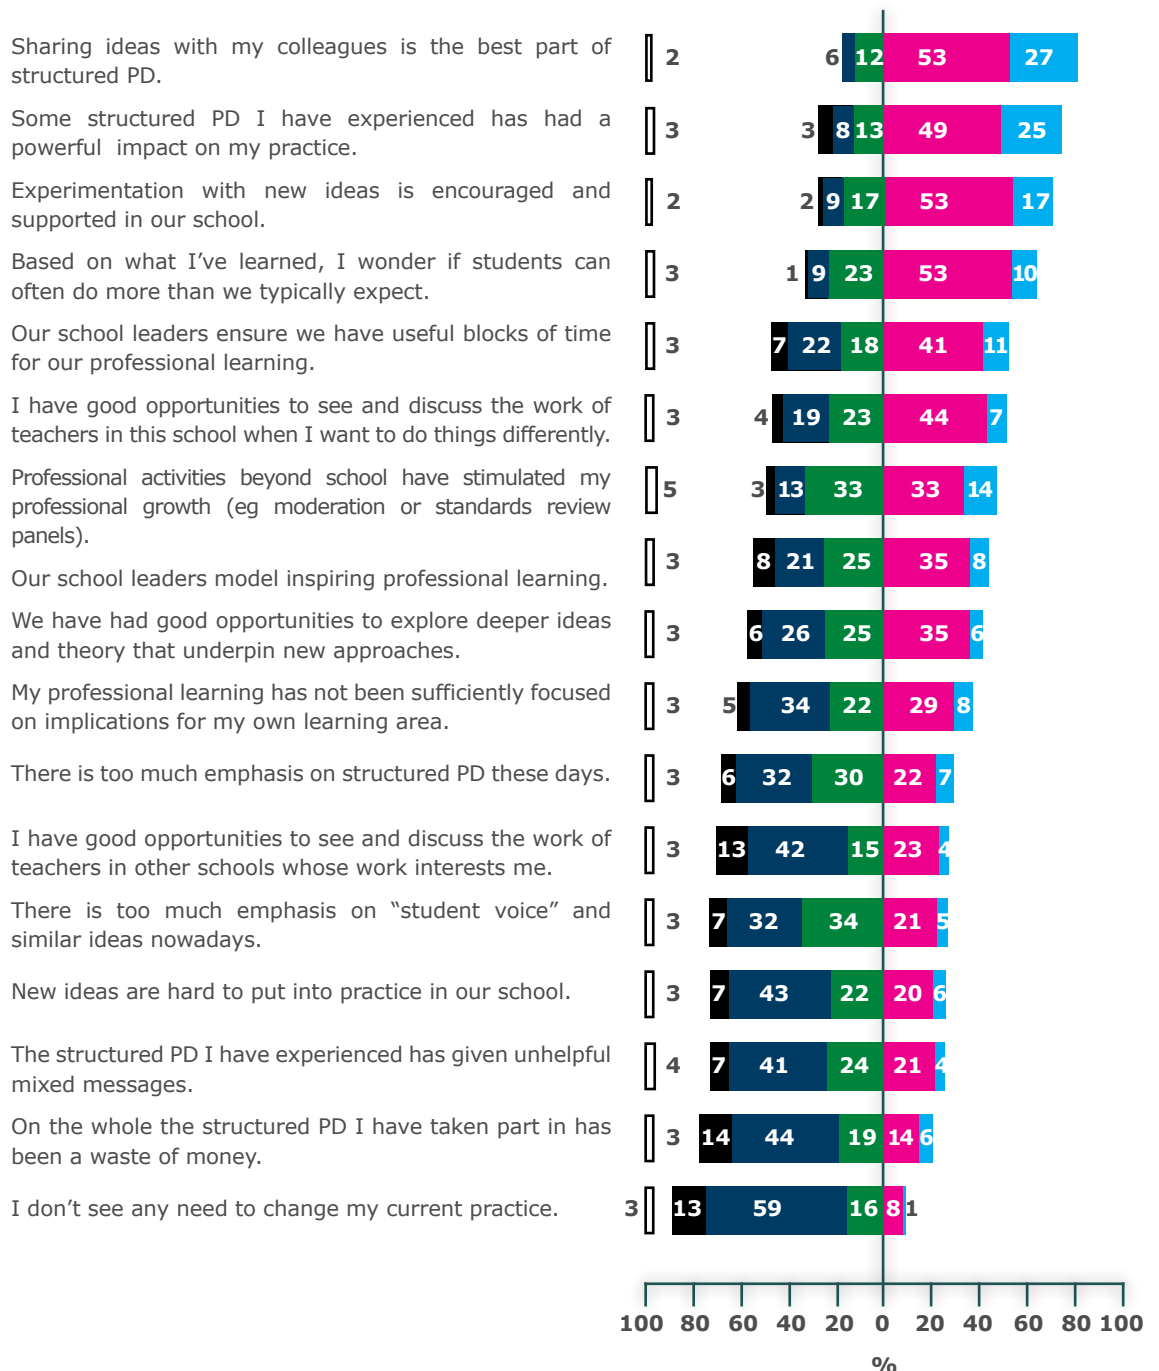 Sharing ideas with my colleagues is the best part of
structured PD.
2 6 12 53 27
Some structured PD I have experienced has had a
powerful impact on my practice.
3 3 8 13 49 25
Experimentation with new ideas is encouraged and
supported in our school.
2 2 9 17 53 17
Based on what I’ve learned, I wonder if students can
often do more than we typically expect.
3 1 9 23 53 10
Our school leaders ensure we have useful blocks of time
for our professional learning.
3 7 22 18 41 11
I have good opportunities to see and discuss the work of
teachers in this school when I want to do things differently.
3 4 19 23 44 7
Professional activities beyond school have stimulated my
professional growth (eg moderation or standards review
panels).
5 3 13 33 33 14
Our school leaders model inspiring professional learning.
3 8 21 25 35 8
We have had good opportunities to explore deeper ideas
and theory that underpin new approaches.
3 6 26 25 35 6
My professional learning has not been sufficiently focused
on implications for my own learning area.
3 5 34 22 29 8
There is too much emphasis on structured PD these days.
3 6 32 30 22 7
I have good opportunities to see and discuss the work of
teachers in other schools whose work interests me.
3 13 42 15 23 4
There is too much emphasis on “student voice” and
similar ideas nowadays.
3 7 32 34 21 5
New ideas are hard to put into practice in our school.
3 7 43 22 20 6
The structured PD I have experienced has given unhelpful
mixed messages.
4 7 41 24 21 4
On the whole the structured PD I have taken part in has
been a waste of money.
3 14 44 19 14 6
I don’t see any need to change my current practice.
3 13 59 16 8 1
100 80 60 40 20 0 20 40 60 80 100
%